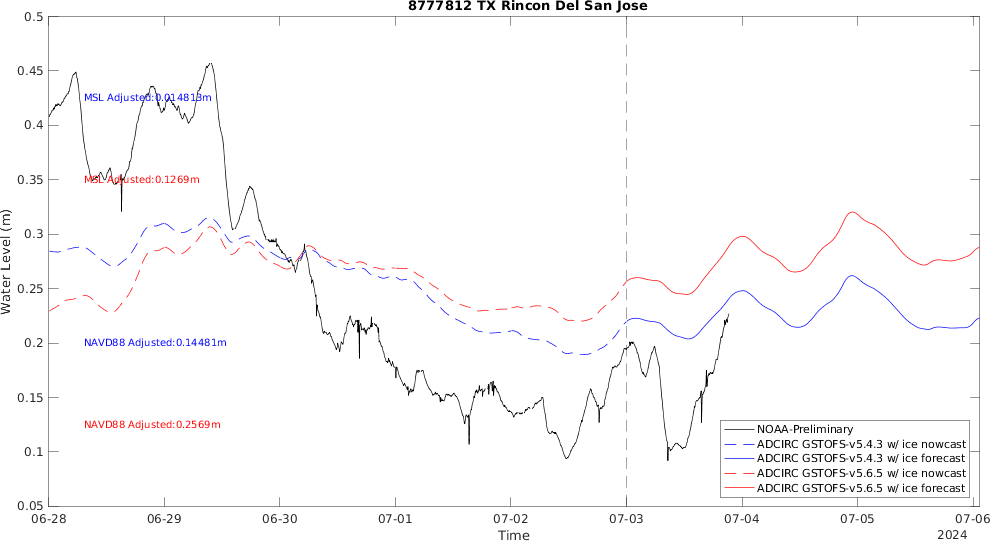 8777812 TX Rincon Del San Jose
0.5
0.45
0.4
0.35
0.3
0.25
0.2
0.15
0.1
0.05
Water Level (m)
MSL Adjusted:0.014813m
MSL Adjusted:0.1269m
NAVD88 Adjusted:0.14481m
NAVD88 Adjusted:0.2569m
NOAA-Preliminary
ADCIRC GSTOFS-v5.4.3 w/ ice nowcast
ADCIRC GSTOFS-v5.4.3 w/ ice forecast
ADCIRC GSTOFS-v5.6.5 w/ ice nowcast
ADCIRC GSTOFS-v5.6.5 w/ ice forecast
06-28 06-29 06-30 07-01 07-02 07-03 07-04 07-05 07-06
Time
2024